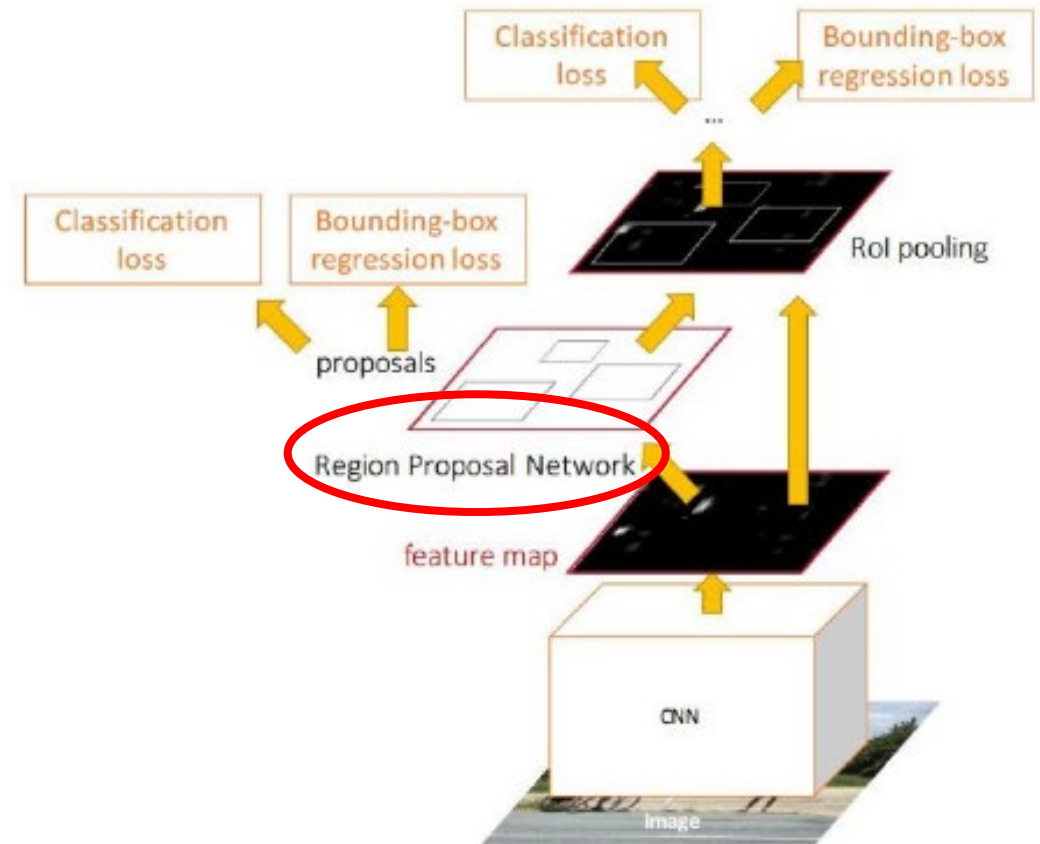 Classification
loss
Bounding-box
regression loss
...
Classification
loss
Bounding-box
regression loss
RoI pooling
proposals
Region Proposal Network
feature map
CNN
image